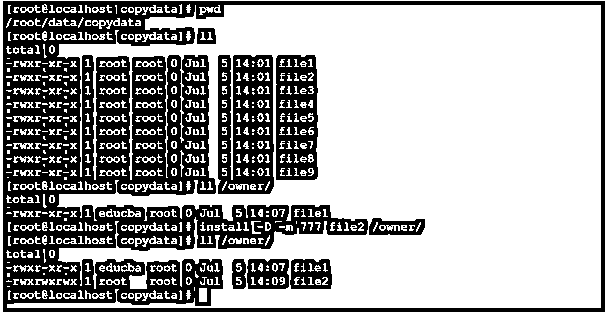 [root@localhost copydata]# pwd
/root/data/copydata
[root@localhost copydata]# ll
total 0
-rwxr-xr-x 1 root root 0 Jul 5 14:01 file1
-rwxr-xr-x 1 root root 0 Jul 5 14:01 file2
-rwxr-xr-x 1 root root 0 Jul 5 14:01 file3
-rwxr-xr-x 1 root root 0 Jul 5 14:01 file4
-rwxr-xr-x 1 root root 0 Jul 5 14:01 file5
-rwxr-xr-x 1 root root 0 Jul 5 14:01 file6
-rwxr-xr-x 1 root root 0 Jul 5 14:01 file7
-rwxr-xr-x 1 root root 0 Jul 5 14:01 file8
-rwxr-xr-x 1 root root 0 Jul 5 14:01 file9
[root@localhost copydata]# ll /owner/
total 0
-rwxr-xr-x 1 educba root 0 Jul 5 14:07 file1
[root@localhost copydata]# install -D -m 777 file2 /owner/
[root@localhost copydata]# ll /owner/
total 0
-rwxr-xr-x 1 educba root 0 Jul 5 14:07 file1
-rwxrwxrwx 1 root root 0 Jul 5 14:09 file2
[root@localhost copydata]#